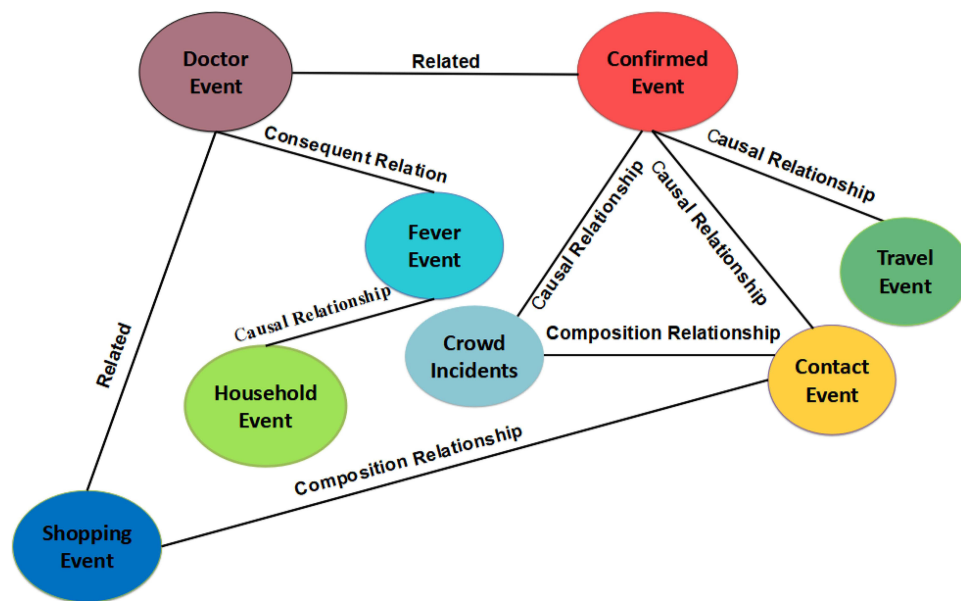 Doctor
Event
Related
Confirmed
Event
Consequent Relation
Causal Relationship
Fever
Event
Causal Relationship
Causal Relationship
Travel
Event
Causal Relationship
Crowd
Incidents
Composition Relationship
Contact
Event
Related
Household
Event
Composition Relationship
Shopping
Event